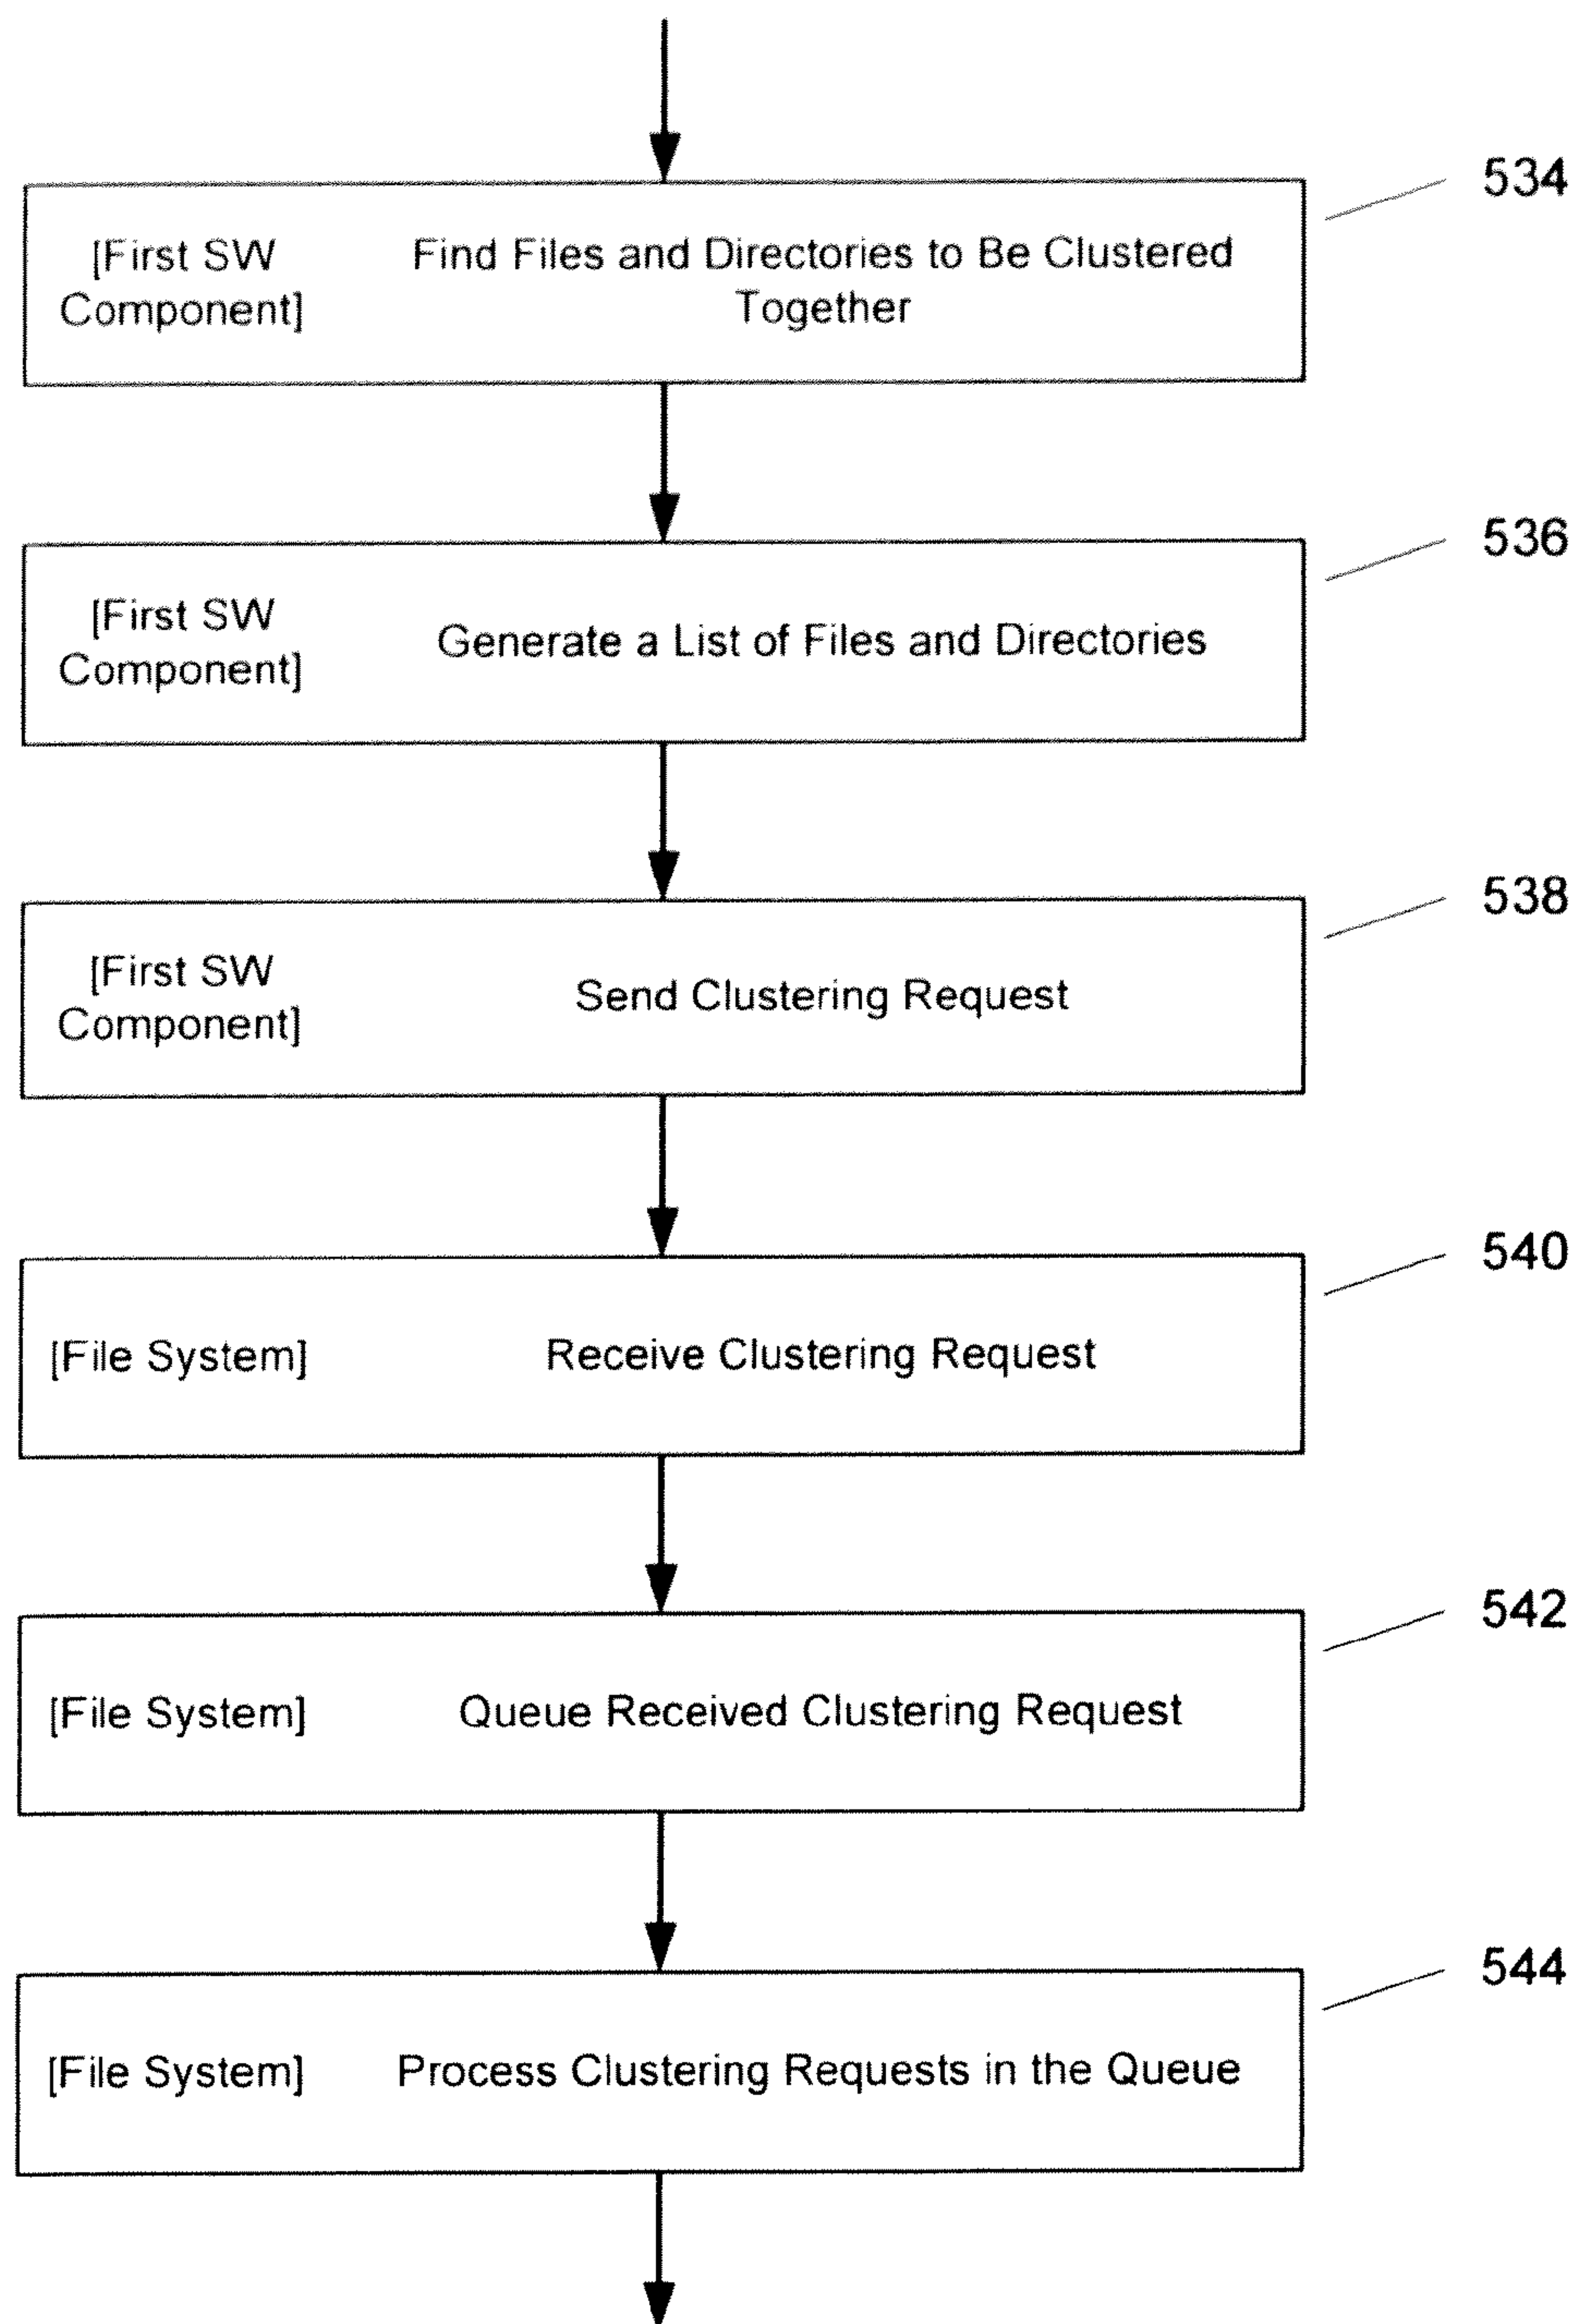 534
[First SW
Component]
Find Files and Directories to Be Clustered
Together
536
[First SW
Component]
Generate a List of Files and Directories
538
[First SW
Component]
Send Clustering Request
540
[File System]
Receive Clustering Request
542
[File System]
Queue Received Clustering Request
544
[File System]
Process Clustering Requests in the Queue